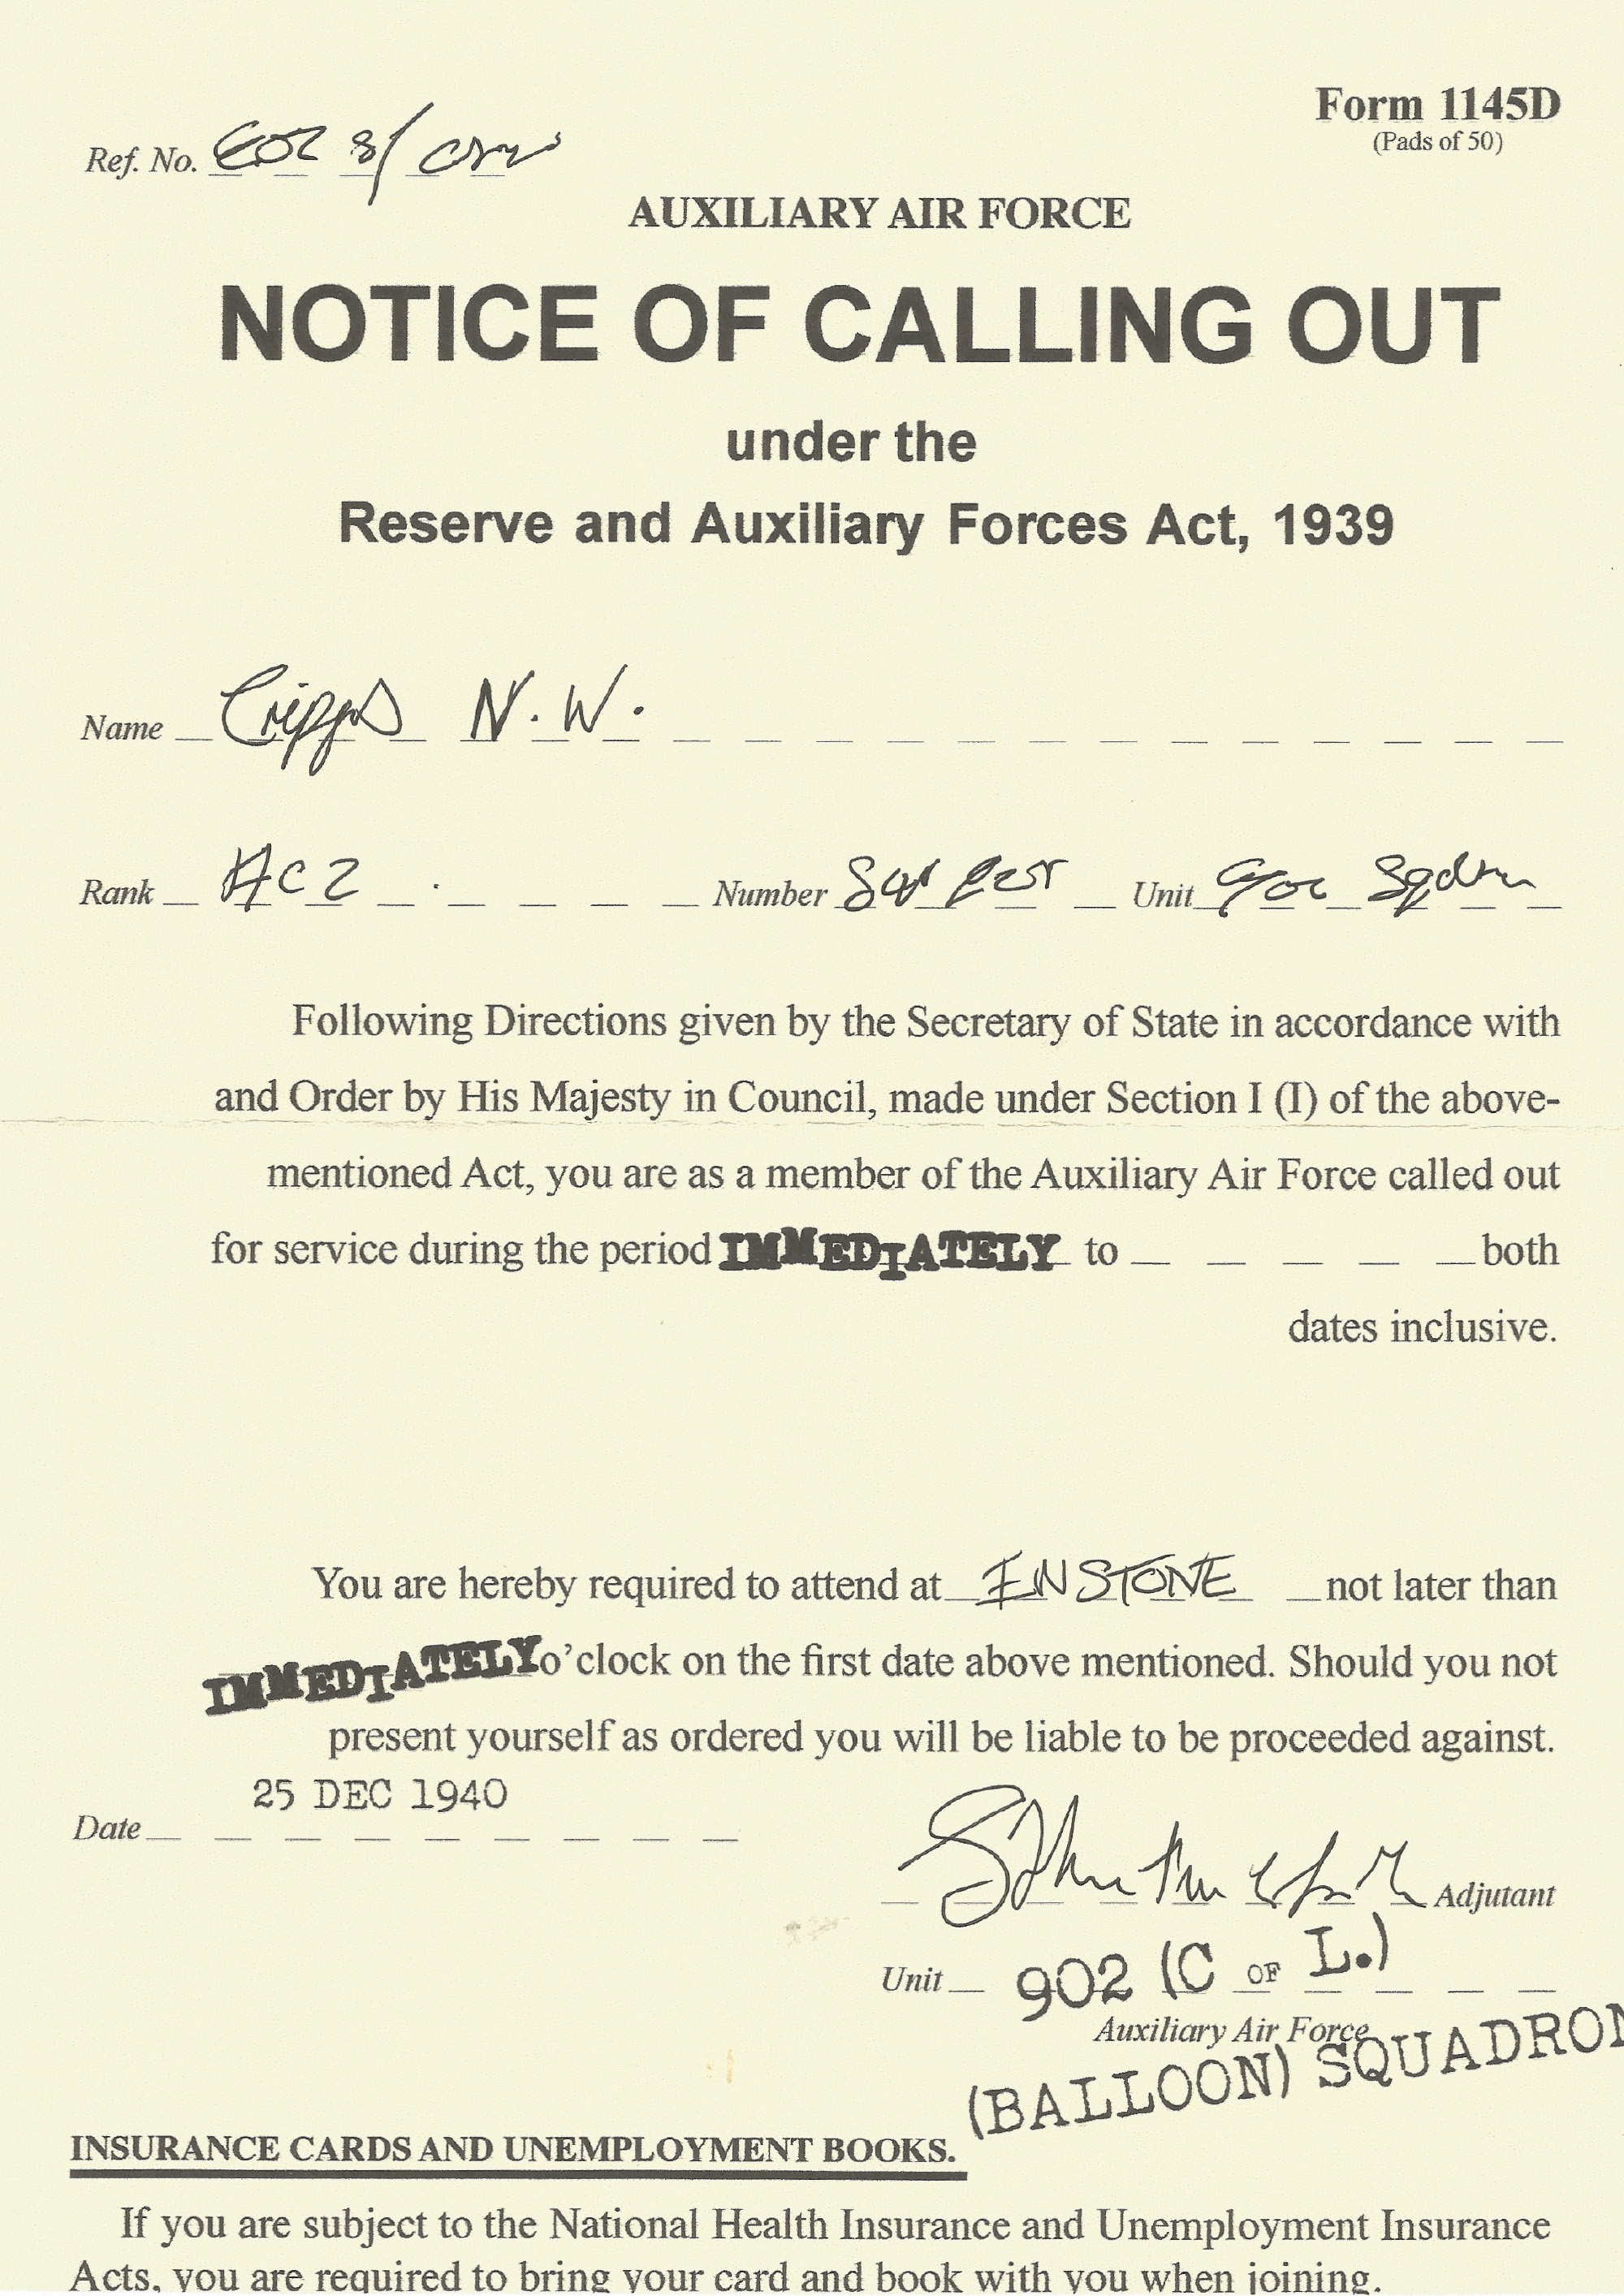 Form 1145D
(Pads of 50)
Ref. No.
AUXILIARY AIR FORCE
NOTICE OF CALLING OUT
under the
Reserve and Auxiliary Forces Act, 1939
Name Cripps N.W.
Rank AC2 Number Unit Sqdrn
Following Directions given by the Secretary of State in accordance with
and Order by His Majesty in Council, made under Section I (I) of the above-
mentioned Act, you are as a member of the Auxiliary Air Force called out
for service during the period IMMEDIATELY to both
dates inclusive.
You are hereby required to attend at ENSTONE not later than
IMMEDIATELY o'clock on the first date above mentioned. Should you not
present yourself as ordered you will be liable to be proceeded against.
25 DEC 1940
Date
Adjutant
Unit 902 (C OF L.)
Auxiliary Air Force
(BALLOON) SQUADRON
INSURANCE CARDS AND UNEMPLOYMENT BOOKS.
If you are subject to the National Health Insurance and Unemployment Insurance
Acts, you are required to bring your card and book with you when joining.